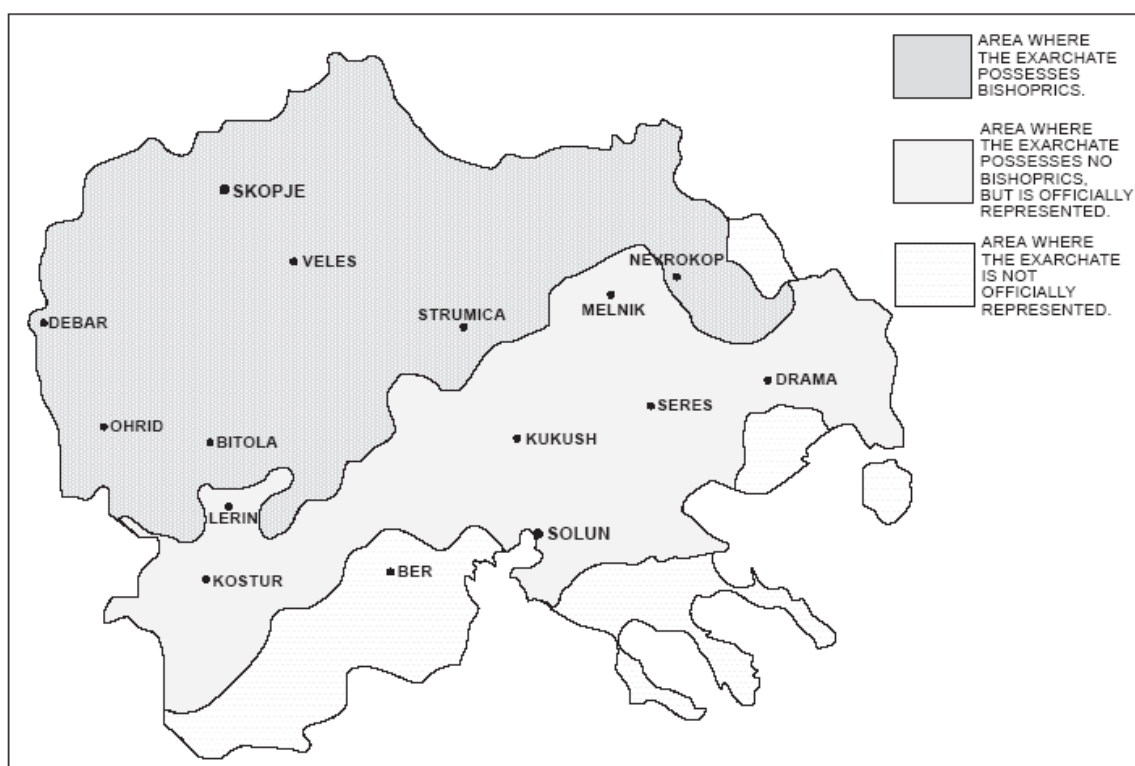 AREA WHERE
THE EXARCHATE
POSSESSES
BISHOPRICS.
AREA WHERE
THE EXARCHATE
POSSESSES NO
BISHOPRICS,
BUT IS OFFICIALLY
REPRESENTED.
AREA WHERE
THE EXARCHATE
IS NOT
OFFICIALLY
REPRESENTED.
SKOPJE
VELES
NEVROKOP
MELNIK
STRUMICA
DEBAR
DRAMA
SERES
OHRID
BITOLA
KUKUSH
LERIN
SOLUN
BER
KOSTUR